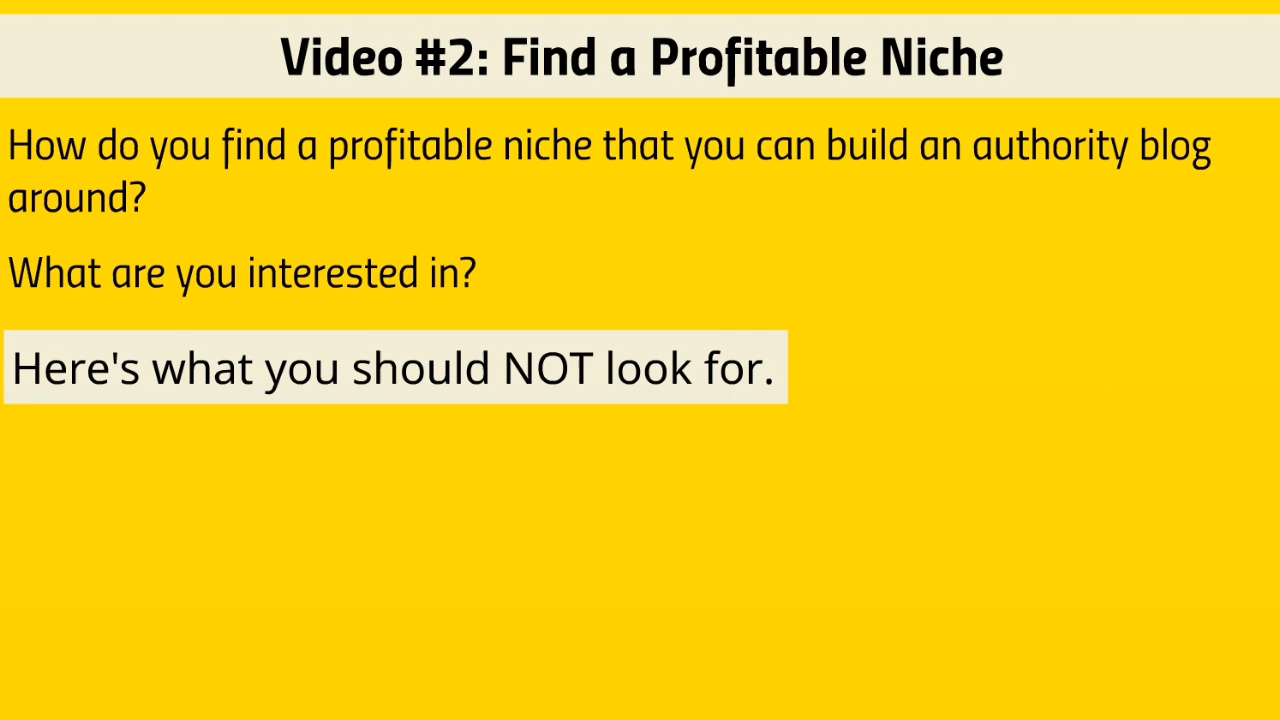 Video #2: Find a Profitable Niche
How do you find a profitable niche that you can build an authority blog
around?
What are you interested in?
Here's what you should NOT look for.